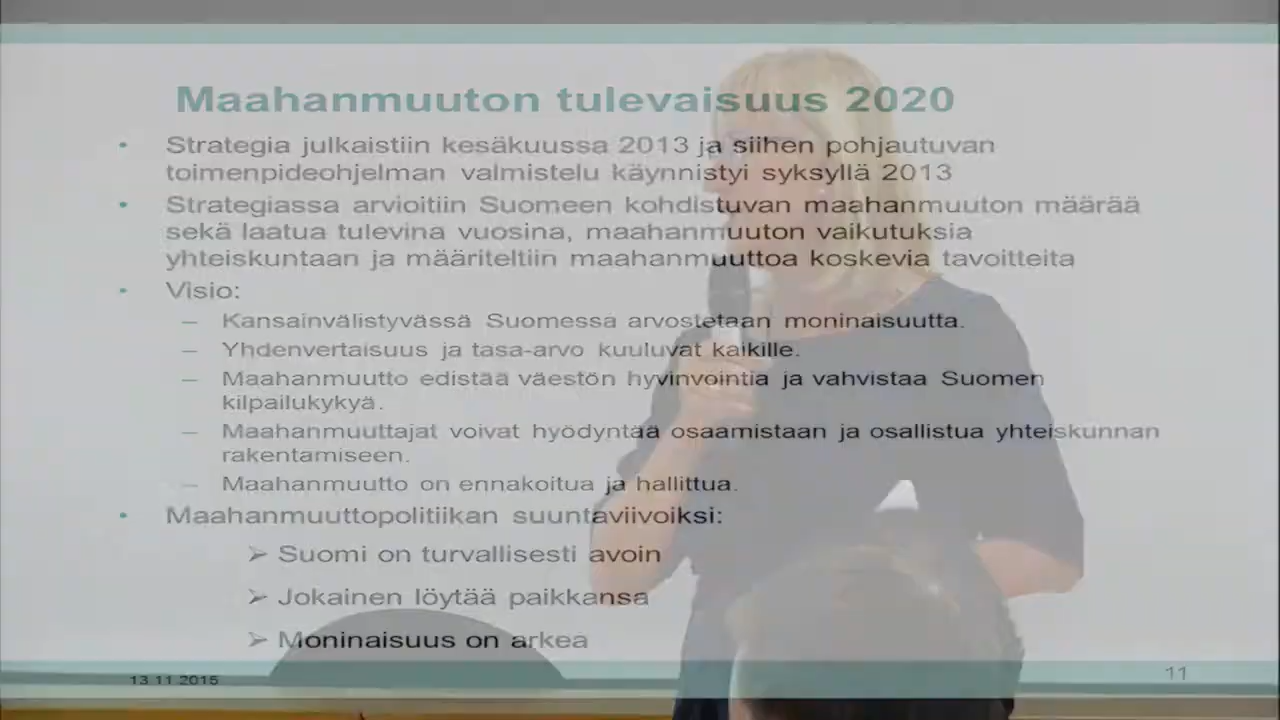 Maahanmuuton tulevaisuus 2020
• Strategia julkaistiin kesäkuussa 2013 ja siihen pohjautuvan
toimenpideohjelman valmistelu käynnistyi syksyllä 2013
• Strategiassa arvioitiin Suomeen kohdistuvan maahanmuuton määrää
sekä laatua tulevina vuosina, maahanmuuton vaikutuksia
yhteiskuntaan ja määriteltiin maahanmuuttoa koskevia tavoitteita
• Visio:
– Kansainvälistyvässä Suomessa arvostetaan moninaisuutta.
– Yhdenvertaisuus ja tasa-arvo kuuluvat kaikille.
– Maahanmuutto edistää väestön hyvinvointia ja vahvistaa Suomen
kilpailukykyä.
– Maahanmuuttajat voivat hyödyntää osaamistaan ja osallistua yhteiskunnan
rakentamiseen.
– Maahanmuutto on ennakoitua ja hallittua.
• Maahanmuuttopolitiikan suuntaviivoiksi:
➢ Suomi on turvallisesti avoin
➢ Jokainen löytää paikkansa
➢ Moninaisuus on arkea
13.11.2015
11